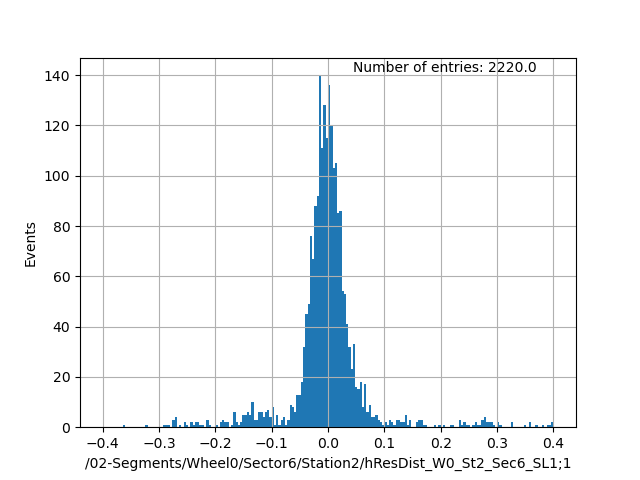 Number of entries: 2220.0
140
120
100
80
60
40
20
0
Events
−0.4 −0.3 −0.2 −0.1 0.0 0.1 0.2 0.3 0.4
/02-Segments/Wheel0/Sector6/Station2/hResDist_W0_St2_Sec6_SL1;1